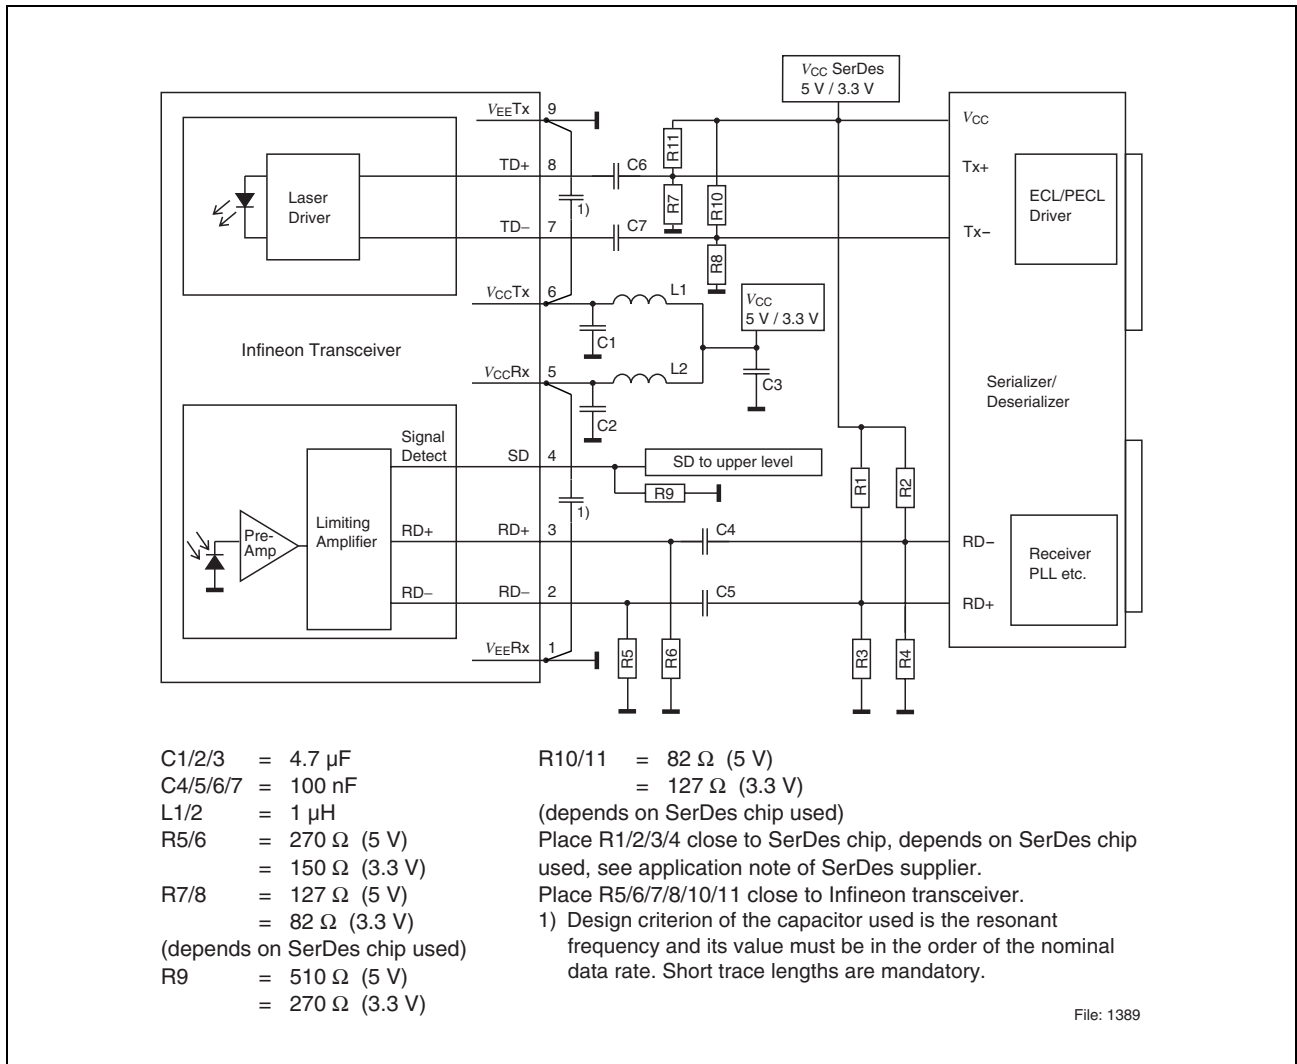 VCC SerDes
5 V / 3.3 V
VEETx 9
VCC
R11
C6
TD+ 8
Tx+
Laser
Driver
R7
R10
1)
ECL/PECL
Driver
TD− 7
C7
Tx−
R8
VCCTx 6
L1
VCC
5 V / 3.3 V
C1
Infineon Transceiver
VCCRx 5
L2
C3
Serializer/
Deserializer
C2
Signal
Detect
SD 4
SD to upper level
R9
R1
R2
1)
Pre-
Amp
Limiting
Amplifier
RD+
RD+ 3
C4
RD−
Receiver
PLL etc.
RD−
RD− 2
C5
RD+
VEERx 1
R5
R6
R3
R4
C1/2/3 = 4.7 µF
C4/5/6/7 = 100 nF
L1/2 = 1 µH
R5/6 = 270 Ω (5 V)
= 150 Ω (3.3 V)
R7/8 = 127 Ω (5 V)
= 82 Ω (3.3 V)
(depends on SerDes chip used)
R9 = 510 Ω (5 V)
= 270 Ω (3.3 V)
R10/11 = 82 Ω (5 V)
= 127 Ω (3.3 V)
(depends on SerDes chip used)
Place R1/2/3/4 close to SerDes chip, depends on SerDes chip
used, see application note of SerDes supplier.
Place R5/6/7/8/10/11 close to Infineon transceiver.
1) Design criterion of the capacitor used is the resonant
frequency and its value must be in the order of the nominal
data rate. Short trace lengths are mandatory.
File: 1389